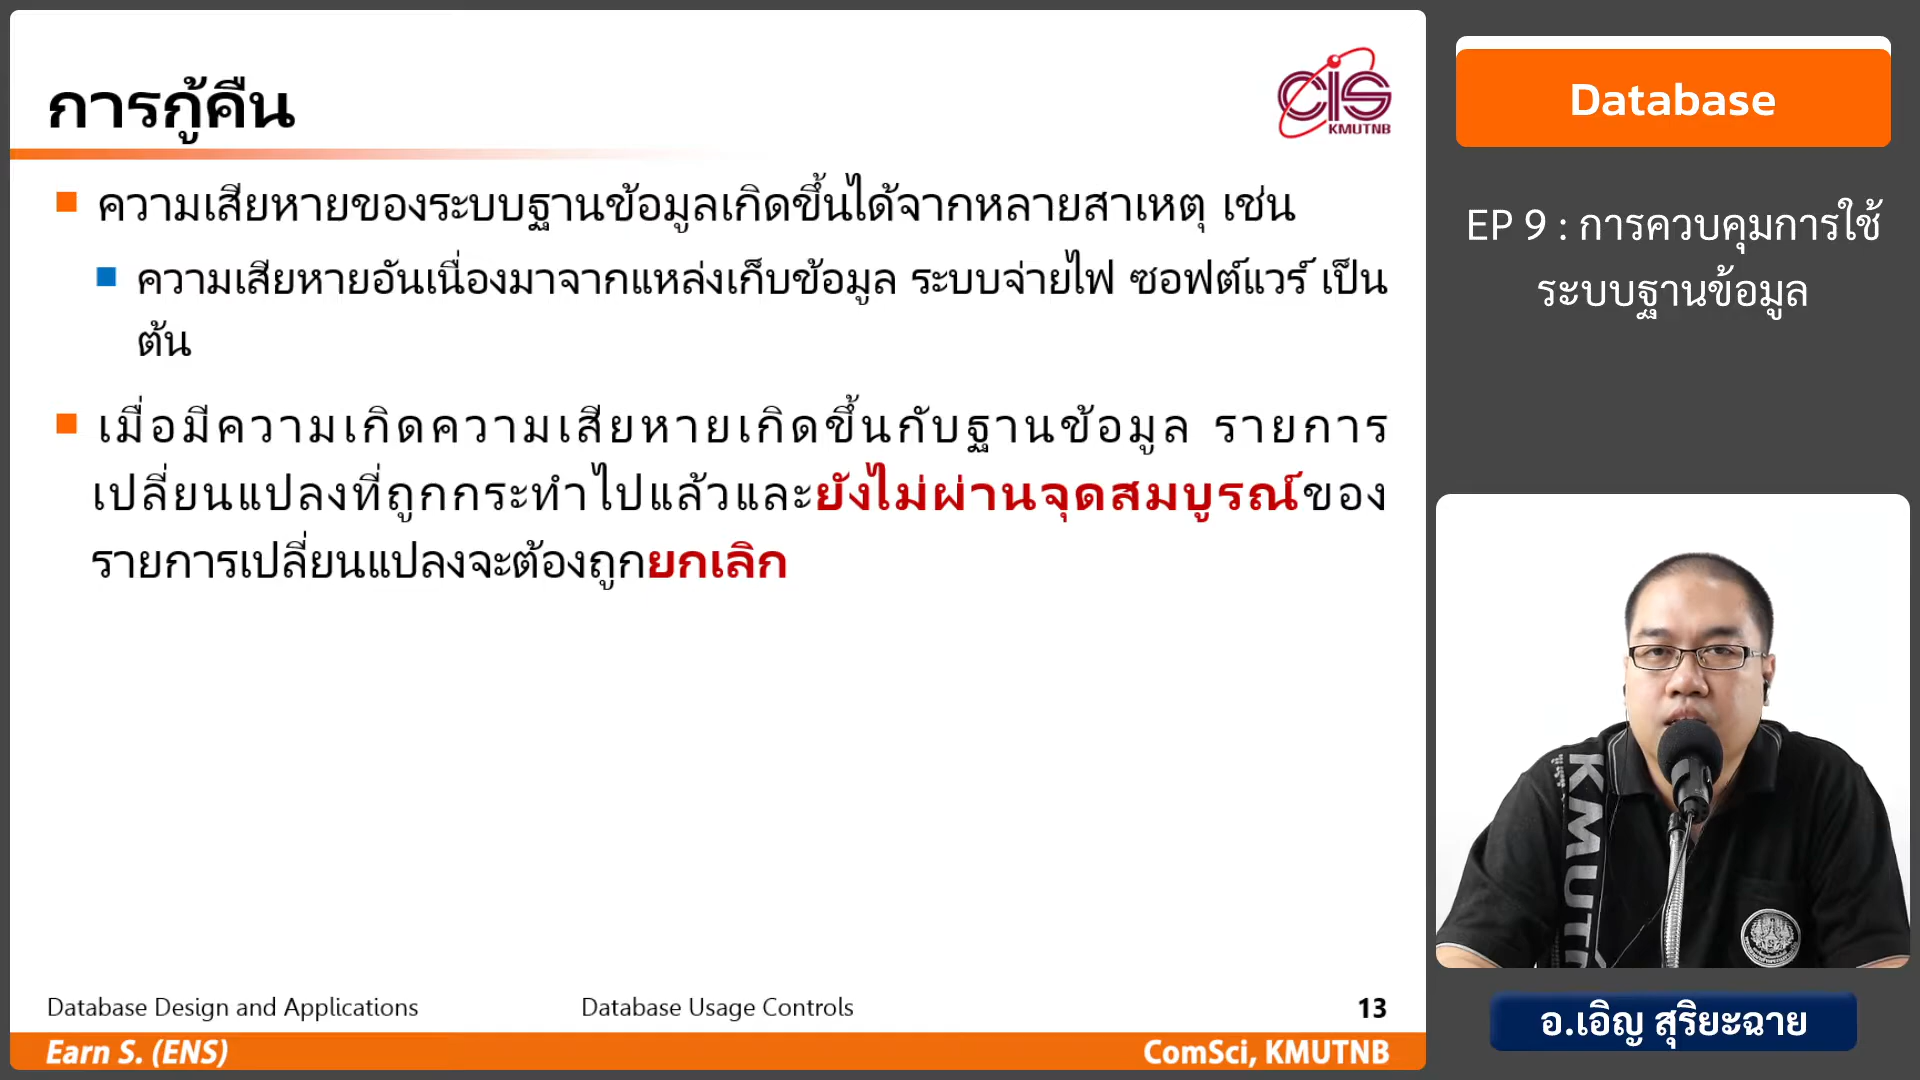 การกู้คืน
CIS
KMUTNB
ความเสียหายของระบบฐานข้อมูลเกิดขึ้นได้จากหลายสาเหตุ เช่น
ความเสียหายอันเนื่องมาจากแหล่งเก็บข้อมูล ระบบจ่ายไฟ ซอฟต์แวร์ เป็น
ต้น
เมื่อมีความเกิดความเสียหายเกิดขึ้นกับฐานข้อมูล รายการ
เปลี่ยนแปลงที่ถูกกระทำไปแล้วและยังไม่ผ่านจุดสมบูรณ์ของ
รายการเปลี่ยนแปลงจะต้องถูกยกเลิก
Database Design and Applications
Database Usage Controls
13
Earn S. (ENS)
ComSci, KMUTNB
Database
EP 9 : การควบคุมการใช้
ระบบฐานข้อมูล
KMUTN
อ.เอิญ สุริยะฉาย